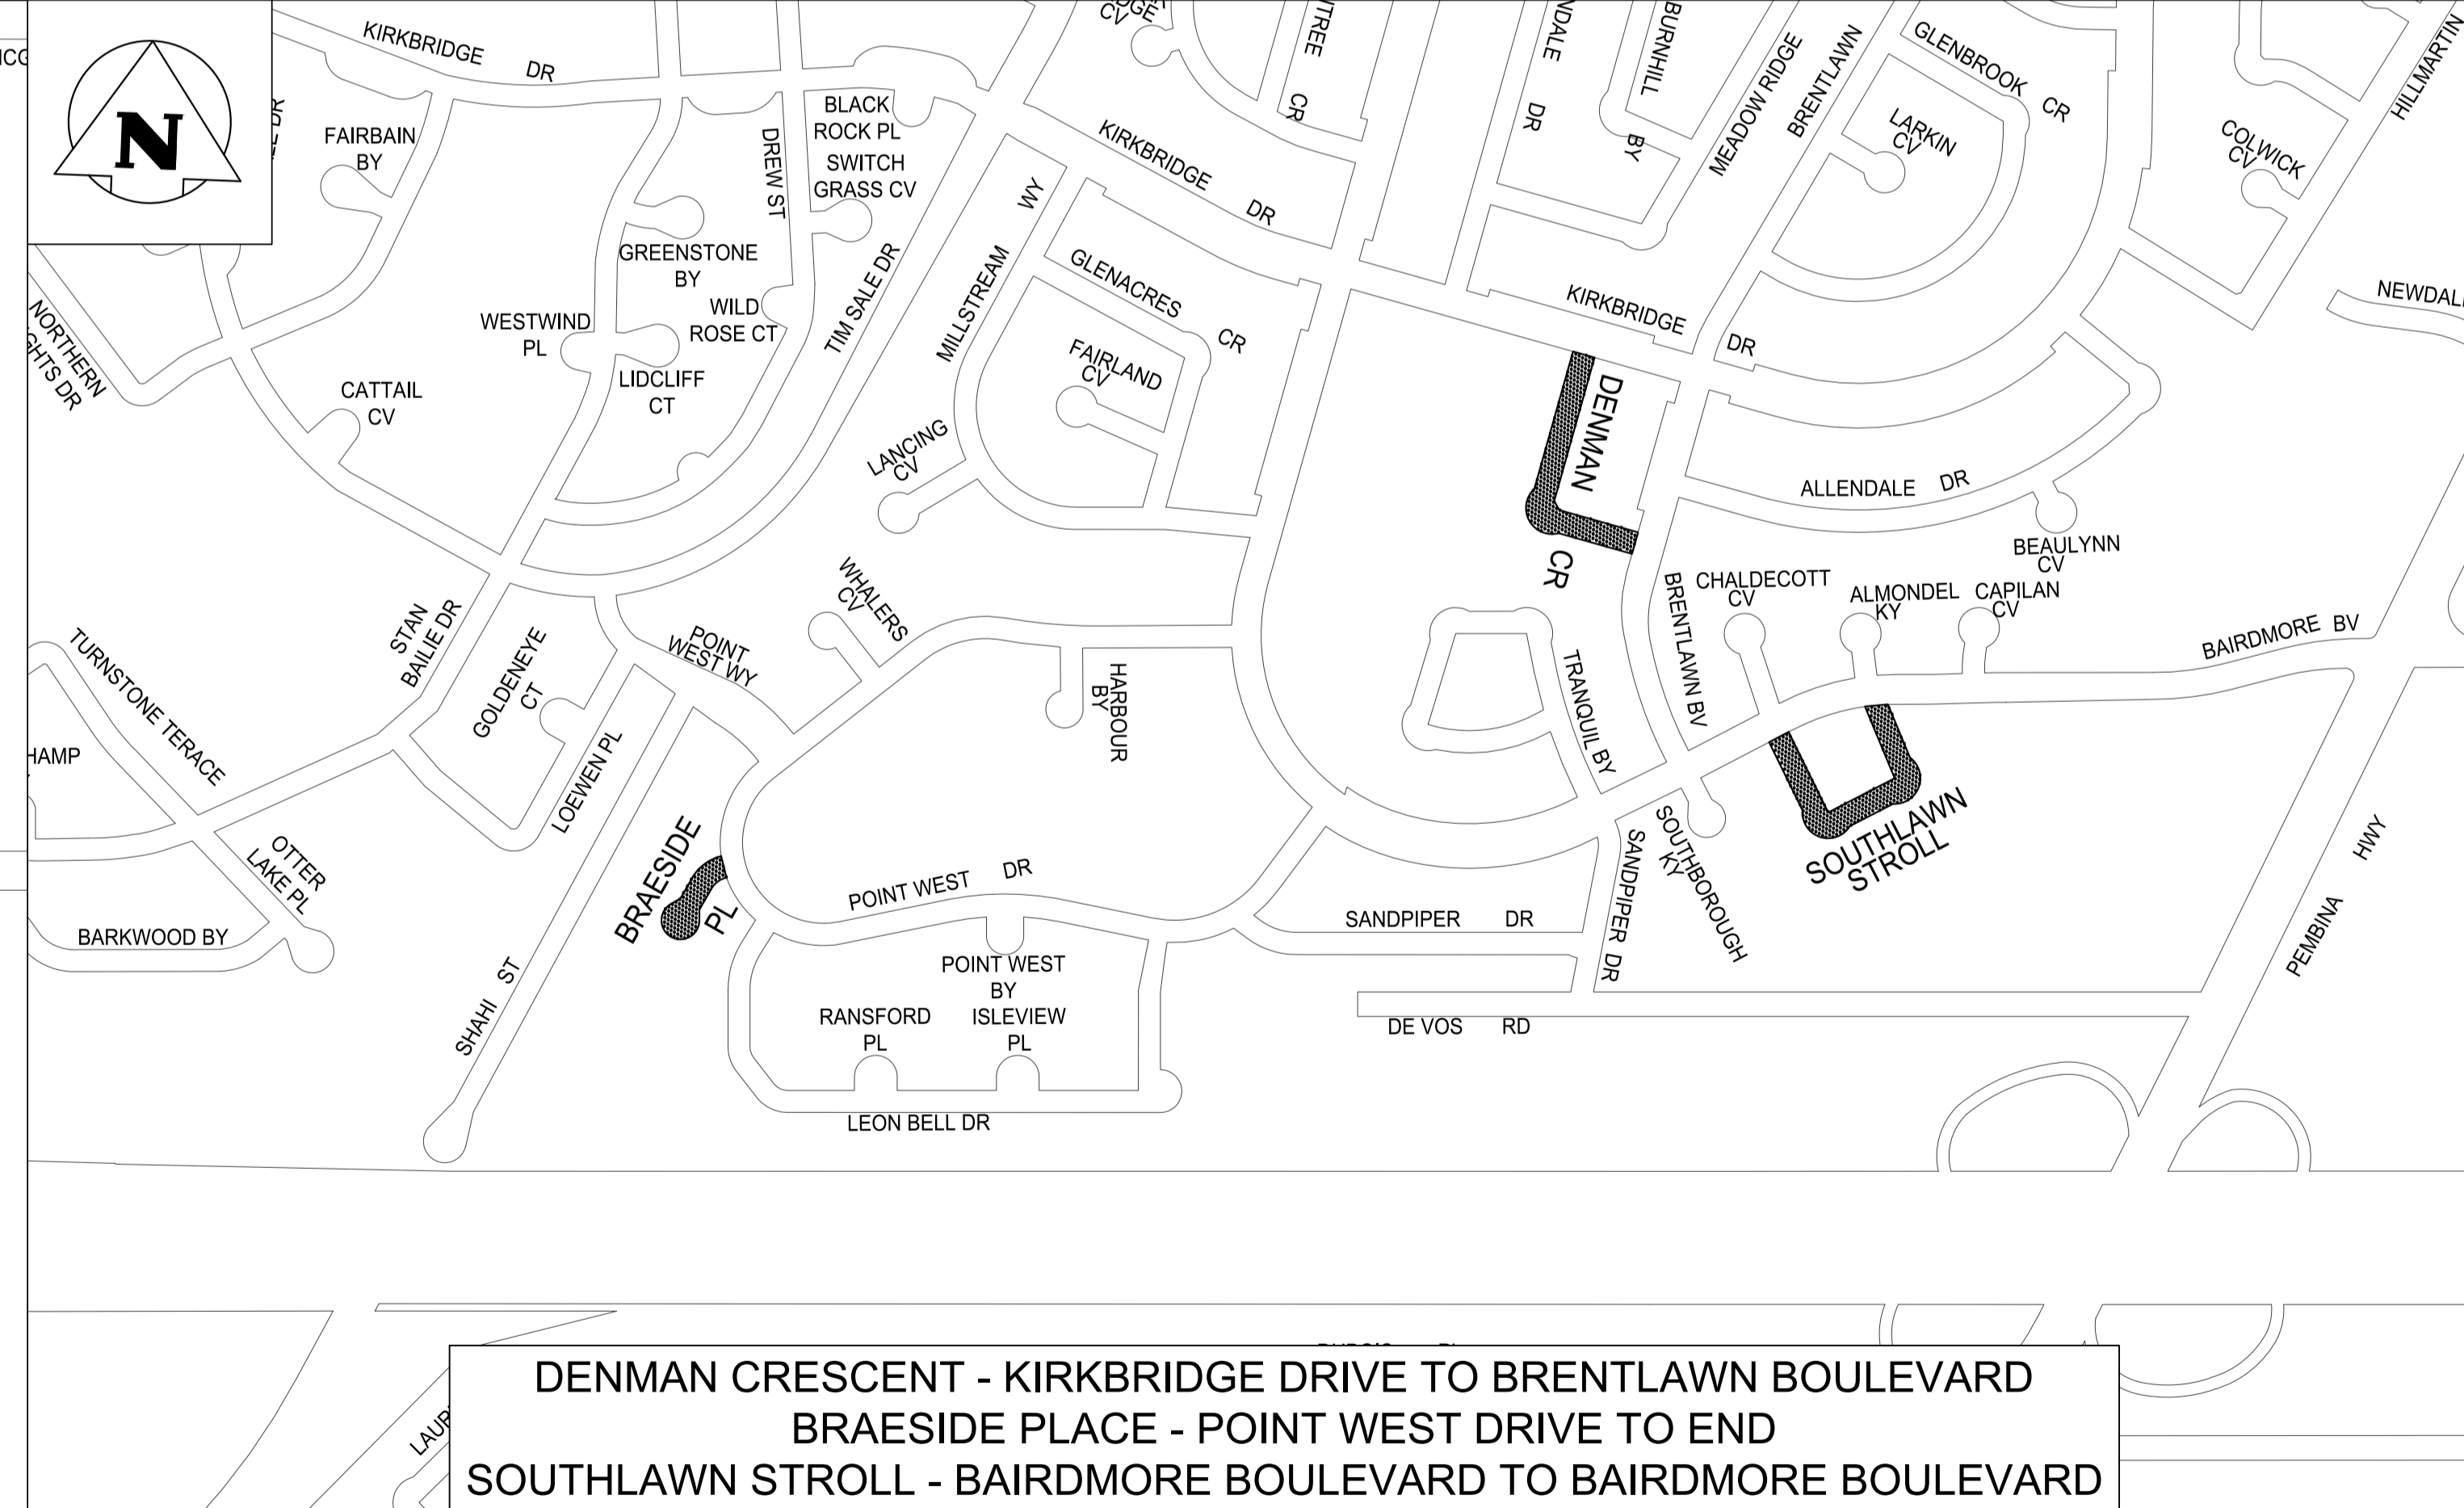 N
KIRKBRIDGE DR
FAIRBAIN
BY
BLACK
ROCK PL
SWITCH
GRASS CV
DREW ST
GREENSTONE
BY
WILD
ROSE CT
WESTWIND
PL
LIDCLIFF
CT
CATTAIL
CV
NORTHERN
TIM SALE DR
MILLSTREAM WY
KIRKBRIDGE DR
GLENACRES CR
FAIRLAND
CV
LANCING
CV
CV
CR
DR
BURNHILL BY
MEADOW RIDGE
BRENTLAWN
GLENBROOK CR
LARKIN
CV
COLWICK
CV
HILLMARTIN
KIRKBRIDGE DR
DENMAN CR
ALLENDALE DR
BEAULYNN
CV
CHALDECOTT
CV
ALMONDEL
KY
CAPILAN
CV
BAIRDMORE BV
BRENTLAWN BV
TRANQUIL BY
WHALERS
CV
POINT
WEST WY
HARBOUR
BY
STAN
BAILIE DR
GOLDENEYE
CT
LOEWEN PL
TURNSTONE TERACE
OTTER
LAKE PL
BARKWOOD BY
SHAHI ST
BRAESIDE
PL
POINT WEST DR
POINT WEST
BY
RANSFORD
PL
ISLEVIEW
PL
LEON BELL DR
SANDPIPER DR
SANDPIPER DR
SOUTHBOROUGH
KY
SOUTHLAWN
STROLL
DE VOS RD
PEMBINA HWY
DENMAN CRESCENT - KIRKBRIDGE DRIVE TO BRENTLAWN BOULEVARD
BRAESIDE PLACE - POINT WEST DRIVE TO END
SOUTHLAWN STROLL - BAIRDMORE BOULEVARD TO BAIRDMORE BOULEVARD